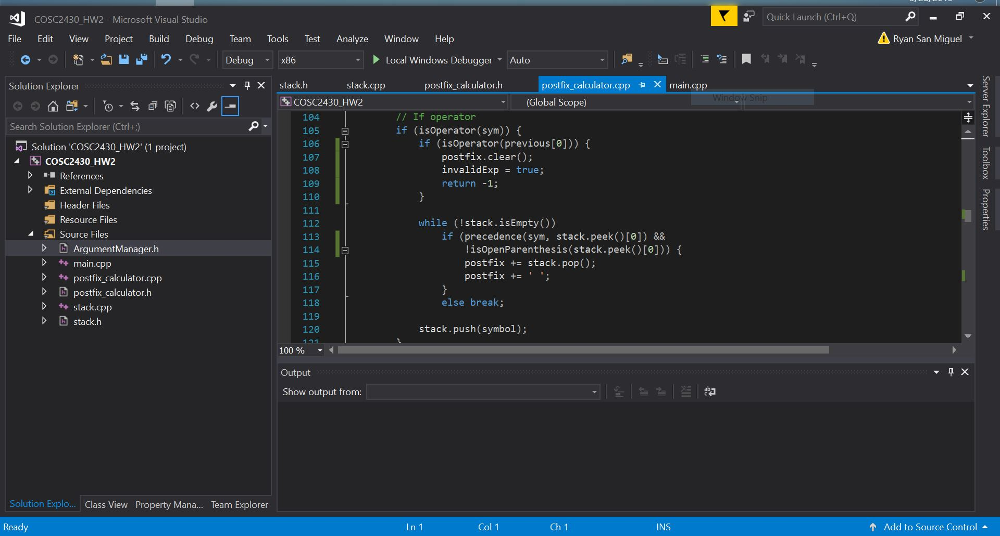 COSC2430_HW2 - Microsoft Visual Studio
Quick Launch (Ctrl+Q)
File Edit View Project Build Debug Team Tools Test Analyze Window Help
Ryan San Miguel
Debug x86 Local Windows Debugger Auto
Solution Explorer
Search Solution Explorer (Ctrl+;)
Solution 'COSC2430_HW2' (1 project)
COSC2430_HW2
References
External Dependencies
Header Files
Resource Files
Source Files
ArgumentManager.h
main.cpp
postfix_calculator.cpp
postfix_calculator.h
stack.cpp
stack.h
Solution Explo... Class View Property Mana... Team Explorer
stack.h stack.cpp postfix_calculator.h postfix_calculator.cpp main.cpp
Window Snip
COSC2430_HW2 (Global Scope)
104 // If operator
105 if (isOperator(sym)) {
106 if (isOperator(previous[0])) {
107 postfix.clear();
108 invalidExp = true;
109 return -1;
110 }
111
112 while (!stack.isEmpty())
113 if (precedence(sym, stack.peek()[0]) &&
114 !isOpenParenthesis(stack.peek()[0])) {
115 postfix += stack.pop();
116 postfix += ' ';
117 }
118 else break;
119
120 stack.push(symbol);
121 }
100 %
Output
Show output from:
Server Explorer
Toolbox
Properties
Ready Ln 1 Col 1 Ch 1 INS Add to Source Control